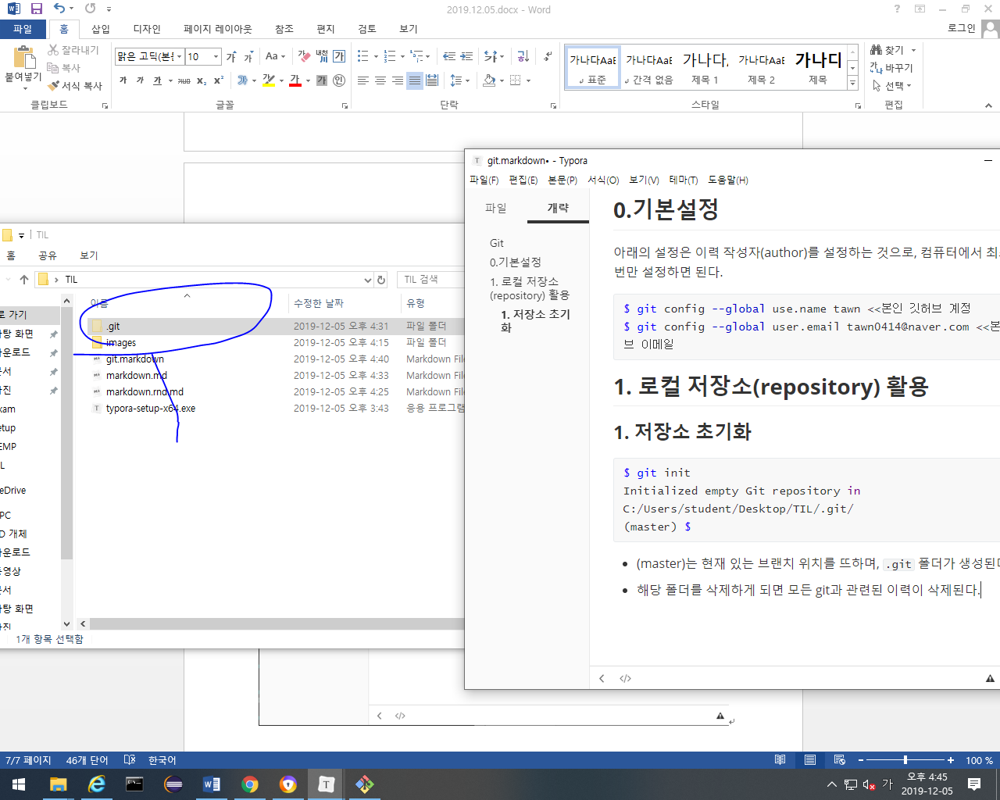 2019.12.05.docx - Word
파일 홈 삽입 디자인 페이지 레이아웃 참조 편지 검토 보기 로그인
붙여넣기 잘라내기 복사 서식 복사
맑은 고딕(본문 10
가나다AaB 가나다AaB 가나다, 가나다AaE 가나다
표준 간격 없음 제목 1 제목 2 제목
찾기 바꾸기 선택
클립보드 글꼴 단락 스타일 편집
TIL
홈 공유 보기
TIL TIL 검색
이름 수정한 날짜 유형
.git 2019-12-05 오후 4:31 파일 폴더
images 2019-12-05 오후 4:15 파일 폴더
git.markdown 2019-12-05 오후 4:40 Markdown File
markdown.md 2019-12-05 오후 4:33 Markdown File
markdown.rnd.md 2019-12-05 오후 4:25 Markdown File
typora-setup-x64.exe 2019-12-05 오후 3:43 응용 프로그램
로 가기
탕 화면
운로드
문서
사진
xam
etup
EMP
L
eDrive
PC
D 개체
운로드
동영상
문서
탕 화면
사진
1개 항목 선택함
git.markdown• - Typora
파일(F) 편집(E) 본문(P) 서식(O) 보기(V) 테마(T) 도움말(H)
파일 개략
Git
0.기본설정
1. 로컬 저장소
(repository) 활용
1. 저장소 초기
화
0.기본설정
아래의 설정은 이력 작성자(author)를 설정하는 것으로, 컴퓨터에서 최
번만 설정하면 된다.
$ git config --global use.name tawn <<본인 깃허브 계정
$ git config --global user.email tawn0414@naver.com <<본
브 이메일
1. 로컬 저장소(repository) 활용
1. 저장소 초기화
$ git init
Initialized empty Git repository in
C:/Users/student/Desktop/TIL/.git/
(master) $
(master)는 현재 있는 브랜치 위치를 뜨하며, .git 폴더가 생성된다
해당 폴더를 삭제하게 되면 모든 git과 관련된 이력이 삭제된다.
7/7 페이지 46개 단어 한국어 100 %
가 오후 4:45
2019-12-05